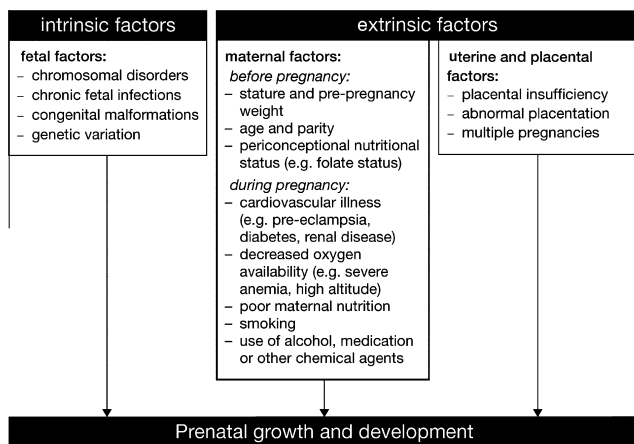 intrinsic factors
fetal factors:
– chromosomal disorders
– chronic fetal infections
– congenital malformations
– genetic variation
extrinsic factors
maternal factors:
before pregnancy:
– stature and pre-pregnancy
weight
– age and parity
– periconceptional nutritional
status (e.g. folate status)
during pregnancy:
– cardiovascular illness
(e.g. pre-eclampsia,
diabetes, renal disease)
– decreased oxygen
availability (e.g. severe
anemia, high altitude)
– poor maternal nutrition
– smoking
– use of alcohol, medication
or other chemical agents
uterine and placental
factors:
– placental insufficiency
– abnormal placentation
– multiple pregnancies
Prenatal growth and development